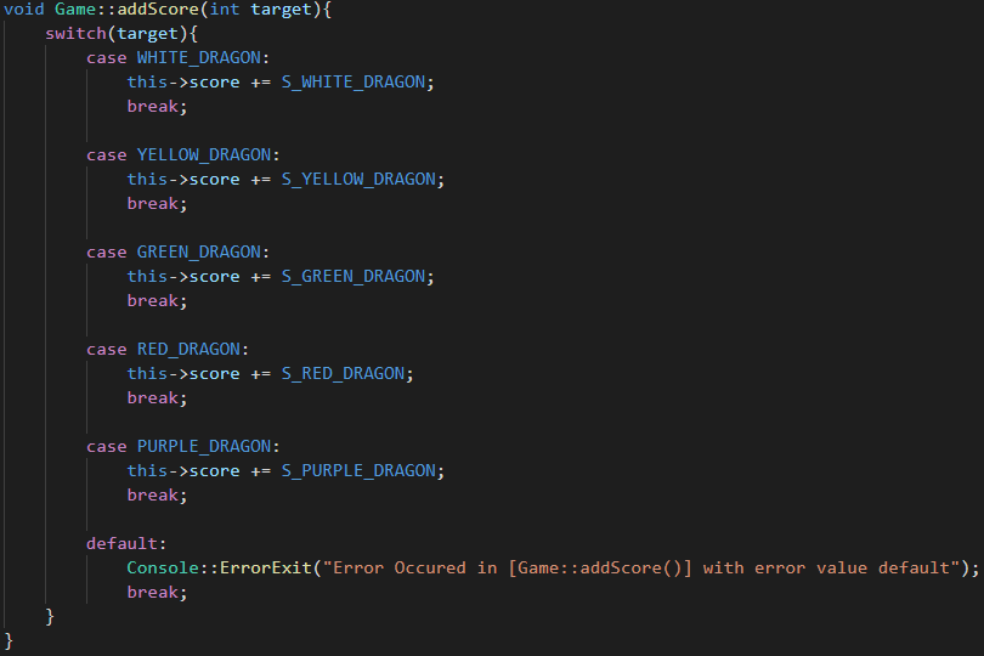 void Game::addScore(int target){
    switch(target){
        case WHITE_DRAGON:
            this->score += S_WHITE_DRAGON;
            break;

        case YELLOW_DRAGON:
            this->score += S_YELLOW_DRAGON;
            break;

        case GREEN_DRAGON:
            this->score += S_GREEN_DRAGON;
            break;

        case RED_DRAGON:
            this->score += S_RED_DRAGON;
            break;

        case PURPLE_DRAGON:
            this->score += S_PURPLE_DRAGON;
            break;

        default:
            Console::ErrorExit("Error Occured in [Game::addScore()] with error value default");
            break;
    }
}